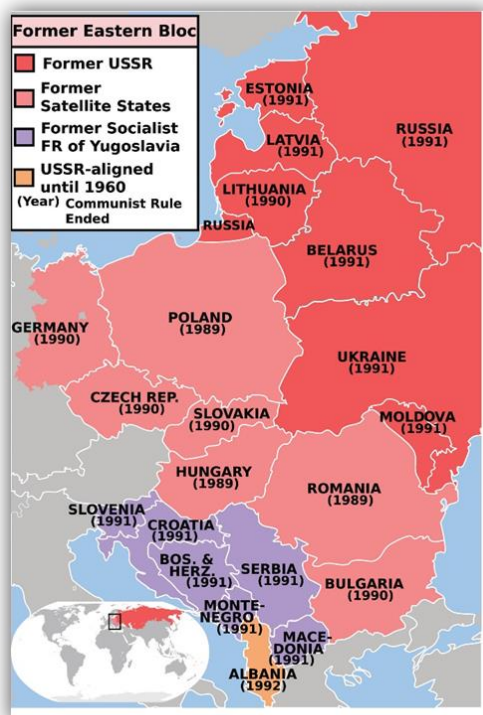 Former Eastern Bloc
Former USSR
Former
Satellite States
Former Socialist
FR of Yugoslavia
USSR-aligned
until 1960
(Year) Communist Rule
Ended
ESTONIA
(1991)
RUSSIA
(1991)
LATVIA
(1991)
LITHUANIA
(1990)
RUSSIA
BELARUS
(1991)
POLAND
(1989)
GERMANY
(1990)
UKRAINE
(1991)
CZECH REP.
(1990)
SLOVAKIA
(1990)
MOLDOVA
(1991)
HUNGARY
(1989)
ROMANIA
(1989)
SLOVENIA
(1991)
CROATIA
(1991)
BOS. &
HERZ.
(1991)
SERBIA
(1991)
BULGARIA
(1990)
MONTE-
NEGRO
(1991)
MACE-
DONIA
(1991)
ALBANIA
(1992)